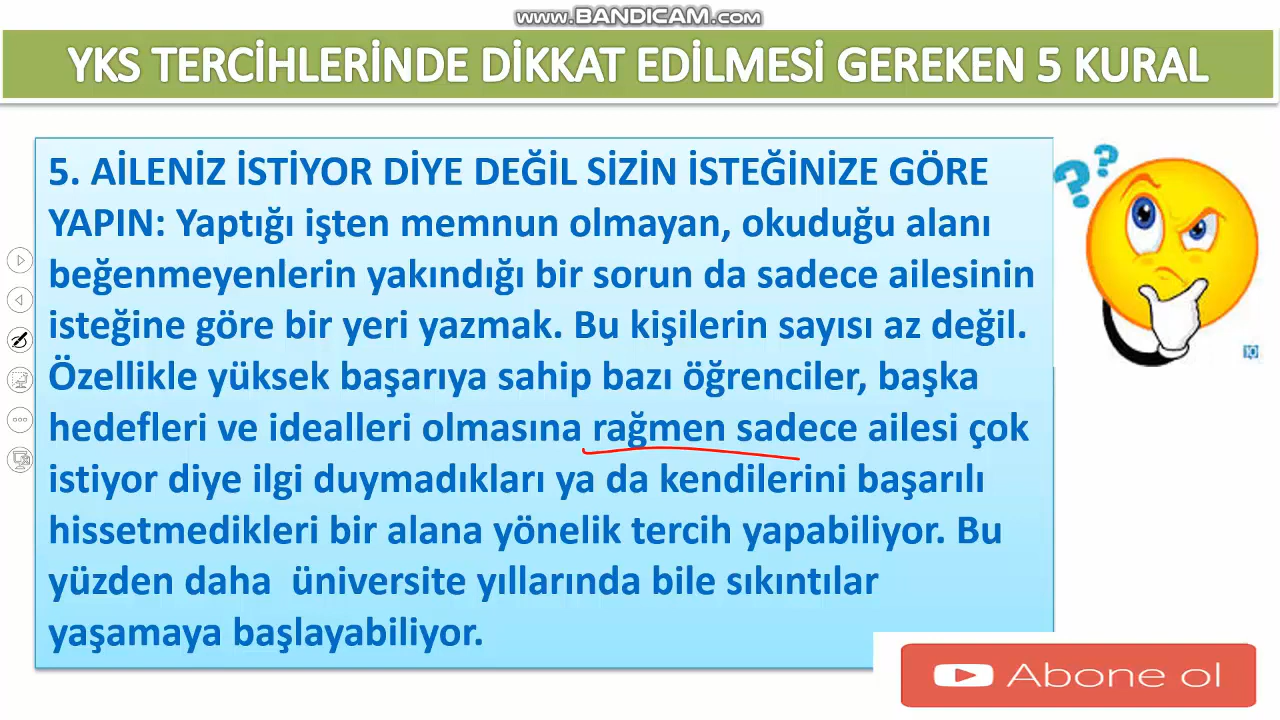 www.BANDICAM.com
YKS TERCİHLERİNDE DİKKAT EDİLMESİ GEREKEN 5 KURAL
5. AİLENİZ İSTİYOR DİYE DEĞİL SİZİN İSTEĞİNİZE GÖRE
YAPIN: Yaptığı işten memnun olmayan, okuduğu alanı
beğenmeyenlerin yakındığı bir sorun da sadece ailesinin
isteğine göre bir yeri yazmak. Bu kişilerin sayısı az değil.
Özellikle yüksek başarıya sahip bazı öğrenciler, başka
hedefleri ve idealleri olmasına rağmen sadece ailesi çok
istiyor diye ilgi duymadıkları ya da kendilerini başarılı
hissetmedikleri bir alana yönelik tercih yapabiliyor. Bu
yüzden daha  üniversite yıllarında bile sıkıntılar
yaşamaya başlayabiliyor.
??
10
Abone ol